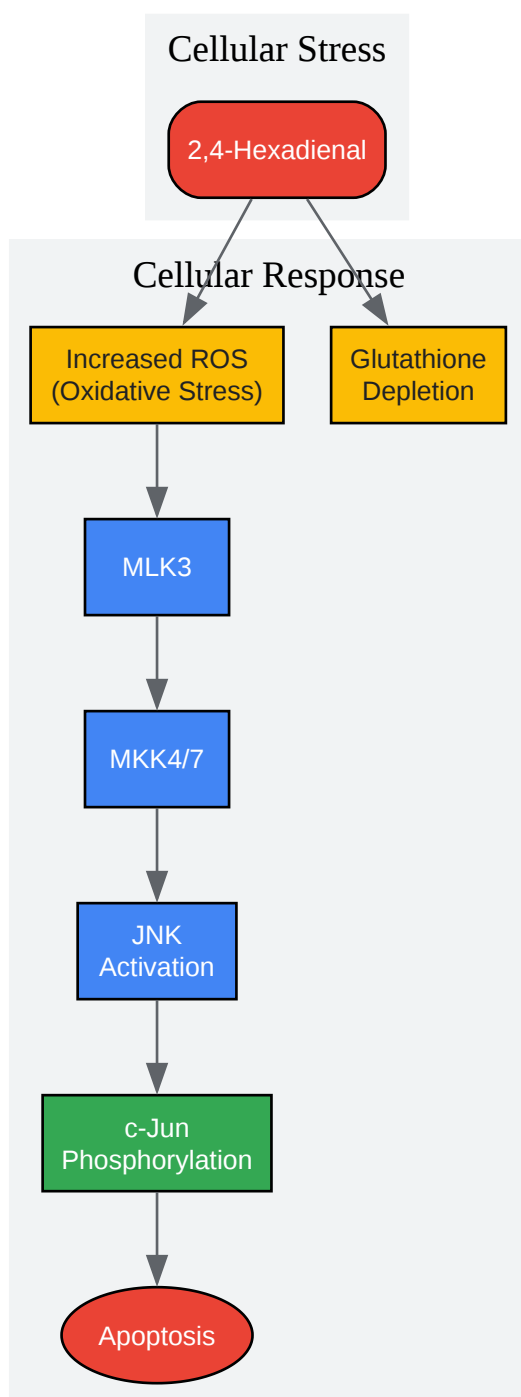 Cellular Stress
2,4-Hexadienal
Cellular Response
Increased ROS
(Oxidative Stress)
Glutathione
Depletion
MLK3
MKK4/7
JNK
Activation
c-Jun
Phosphorylation
Apoptosis